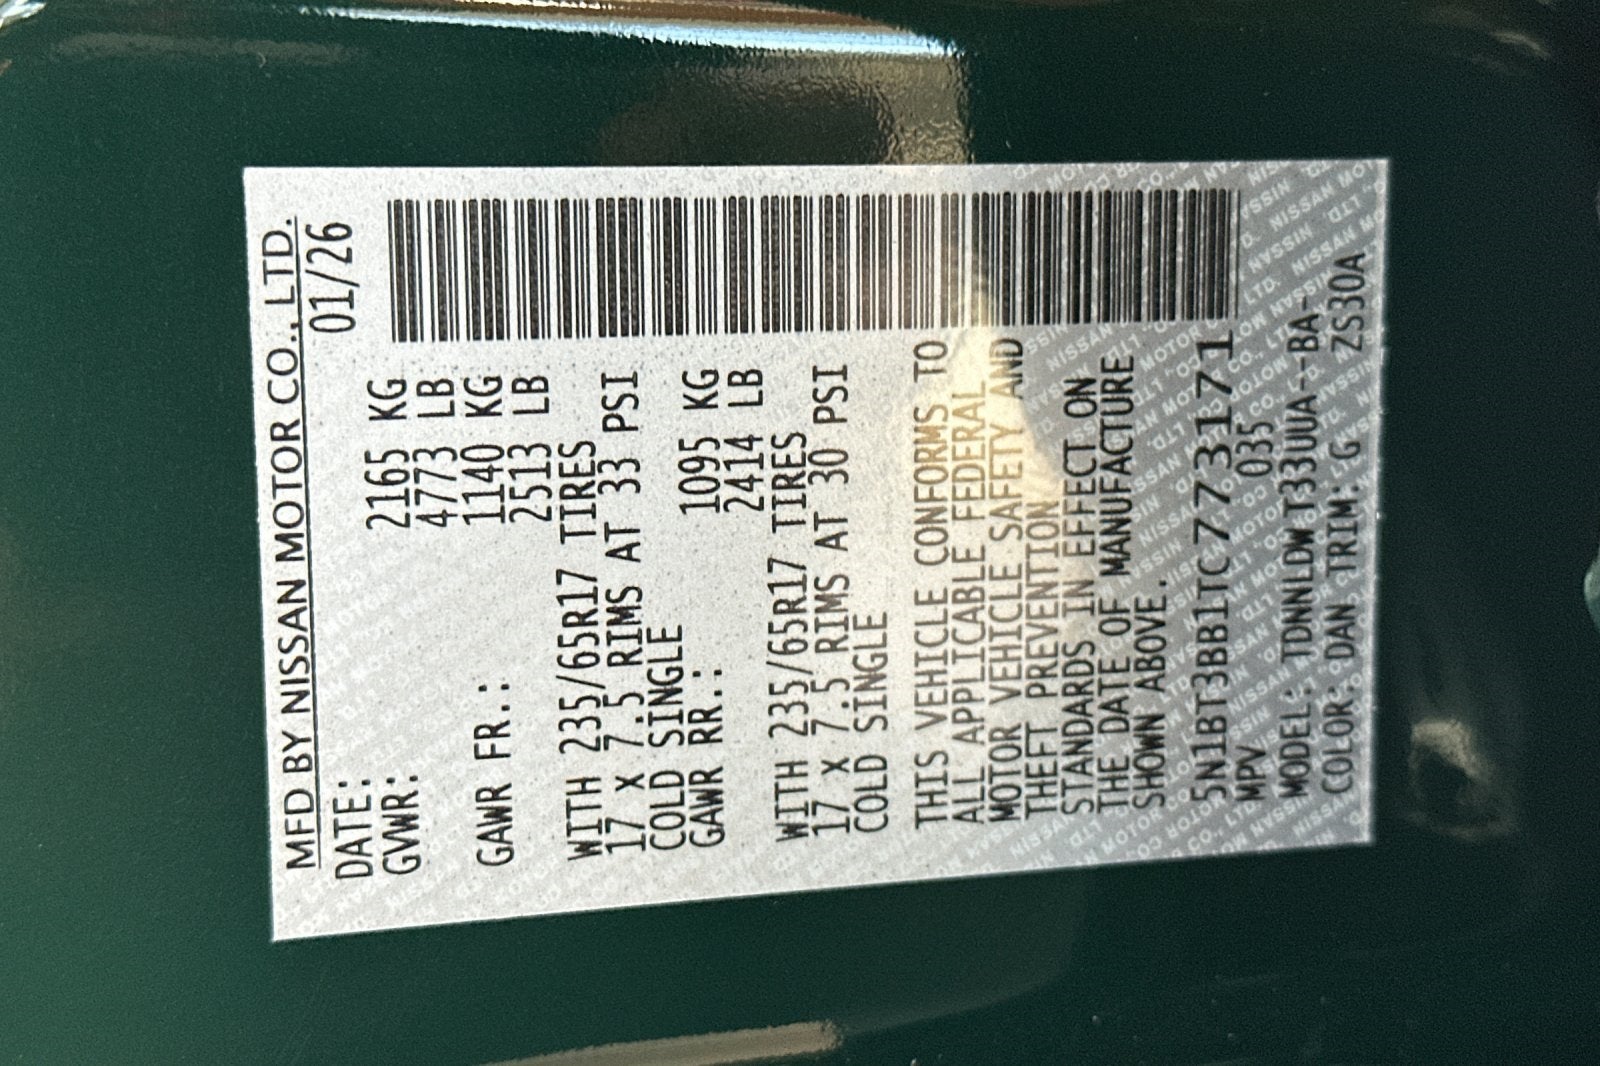 MFD BY NISSAN MOTOR CO., LTD.
DATE: 01/26
GVWR: 2165 KG
4773 LB
GAWR FR.: 1140 KG
2513 LB
WITH 235/65R17 TIRES
17 X 7.5 RIMS AT 33 PSI
COLD SINGLE
GAWR RR.: 1095 KG
2414 LB
WITH 235/65R17 TIRES
17 X 7.5 RIMS AT 30 PSI
COLD SINGLE
THIS VEHICLE CONFORMS TO
ALL APPLICABLE FEDERAL
MOTOR VEHICLE SAFETY AND
THEFT PREVENTION
STANDARDS IN EFFECT ON
THE DATE OF MANUFACTURE
SHOWN ABOVE.
5N1BT3BB1TC773171
MPV 035
MODEL: TDNNLDWT33UUA--BA-
COLOR: DAN TRIM: G ZS30A